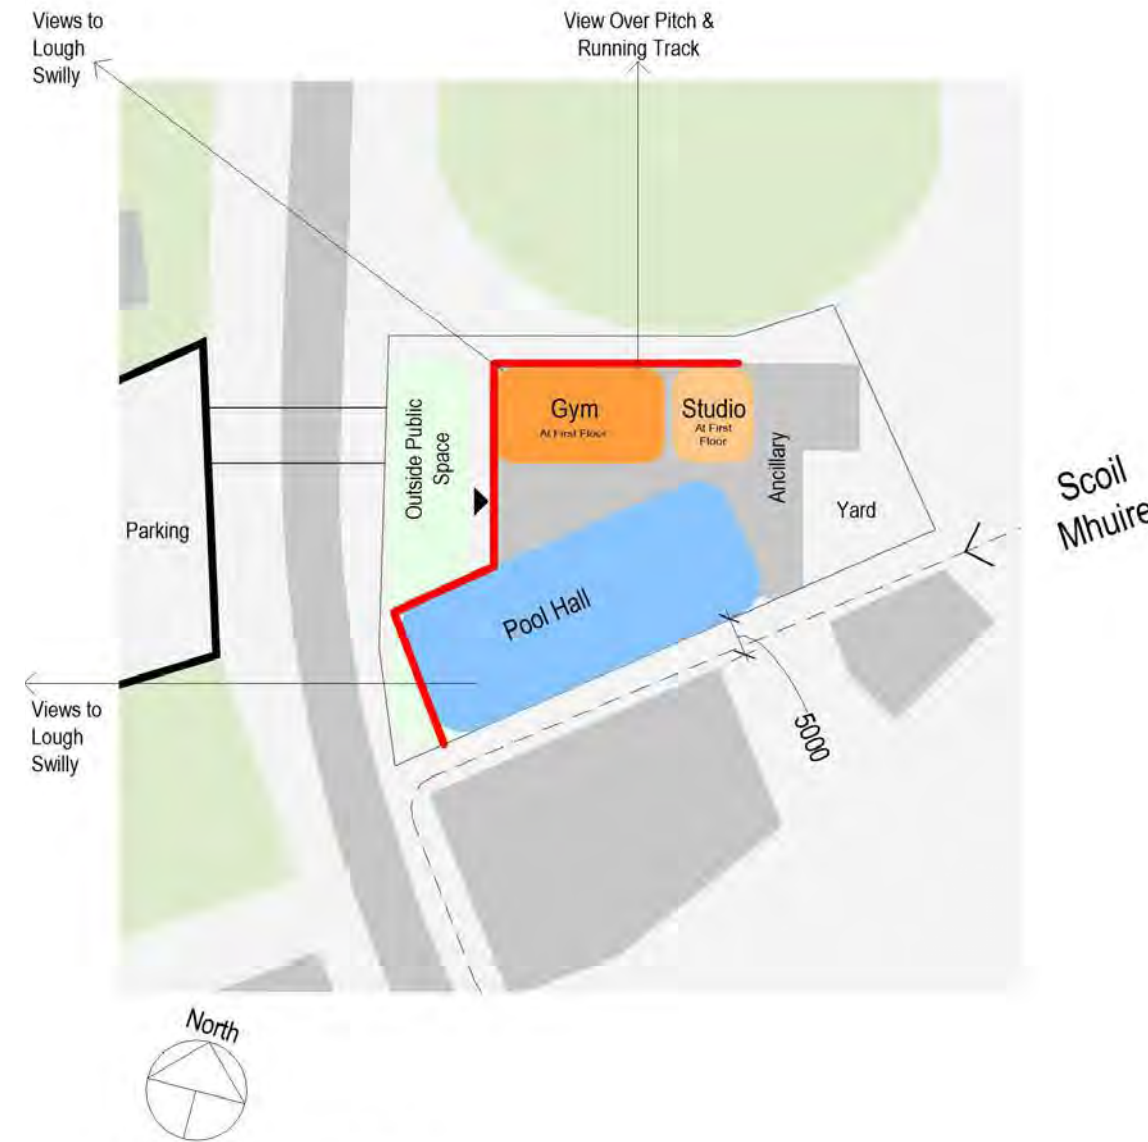 Views to
Lough
Swilly
View Over Pitch &
Running Track
Gym
At First Floor
Studio
At First
Floor
Outside Public
Space
Ancillary
Yard
Parking
Scoil
Mhuire
Pool Hall
Views to
Lough
Swilly
5000
North